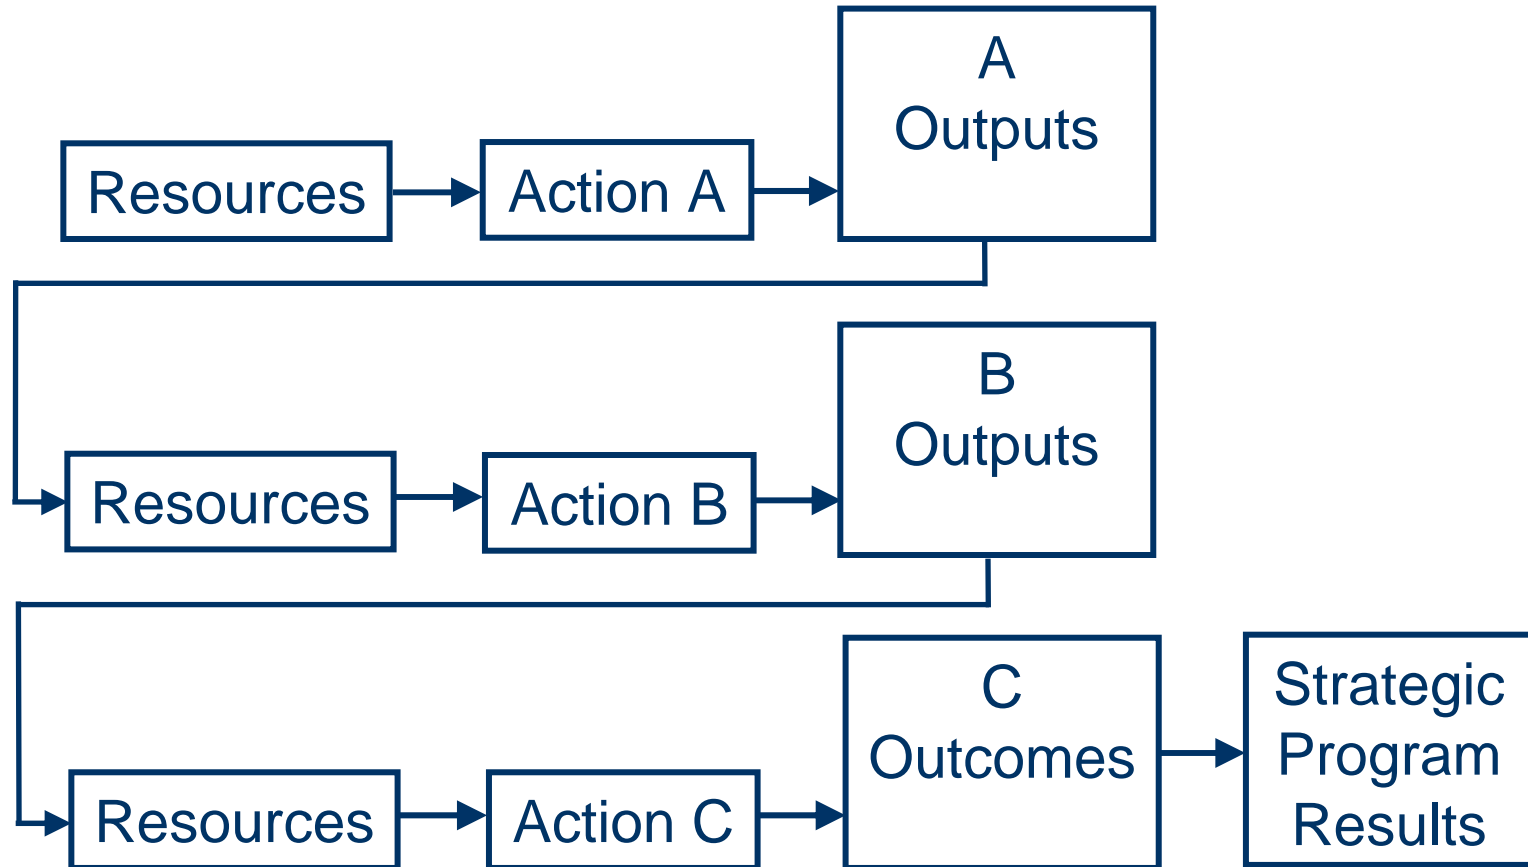 A
Outputs
Resources
Action A
B
Outputs
Resources
Action B
C
Outcomes
Strategic
Program
Results
Resources
Action C